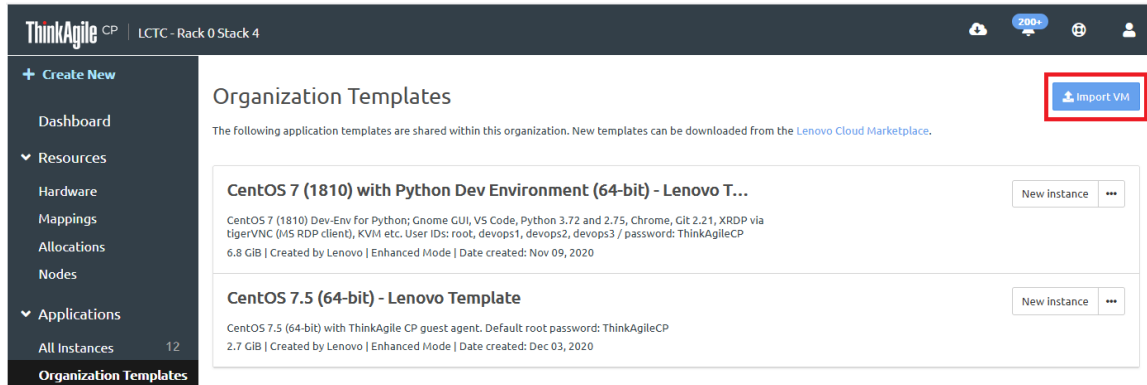 ThinkAgile CP | LCTC - Rack 0 Stack 4
200+
+ Create New
Dashboard
Resources
Hardware
Mappings
Allocations
Nodes
Applications
All Instances 12
Organization Templates
Organization Templates
Import VM
The following application templates are shared within this organization. New templates can be downloaded from the Lenovo Cloud Marketplace.
CentOS 7 (1810) with Python Dev Environment (64-bit) - Lenovo T...
New instance
CentOS 7 (1810) Dev-Env for Python; Gnome GUI, VS Code, Python 3.72 and 2.75, Chrome, Git 2.21, XRDP via
tigerVNC (MS RDP client), KVM etc. User IDs: root, devops1, devops2, devops3 / password: ThinkAgileCP
6.8 GiB | Created by Lenovo | Enhanced Mode | Date created: Nov 09, 2020
CentOS 7.5 (64-bit) - Lenovo Template
New instance
CentOS 7.5 (64-bit) with ThinkAgile CP guest agent. Default root password: ThinkAgileCP
2.7 GiB | Created by Lenovo | Enhanced Mode | Date created: Dec 03, 2020